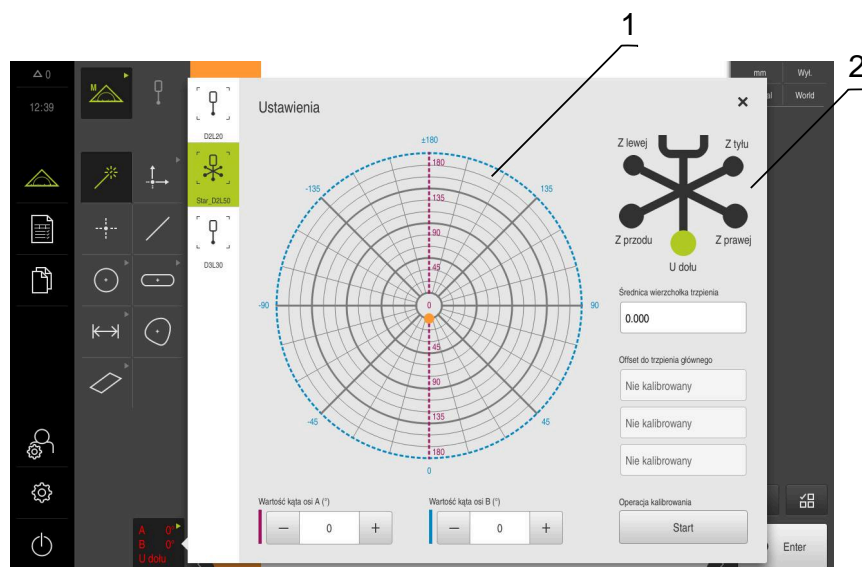 1
2
0
12:39
M
mm
Wył.
World
D2L20
Star_D2L50
D3L30
Ustawienia
×
±180
-135
135
-90
90
-45
45
0
180
135
90
45
0
45
90
135
180
Z lewej
Z tyłu
Z przodu
Z prawej
U dołu
Średnica wierzchołka trzpienia
0.000
Offset do trzpienia głównego
Nie kalibrowany
Nie kalibrowany
Nie kalibrowany
Wartość kąta osi A (°)
Wartość kąta osi B (°)
Operacja kalibrowania
− 0 +
− 0 +
Start
A 0°
B 0°
U dołu
Enter